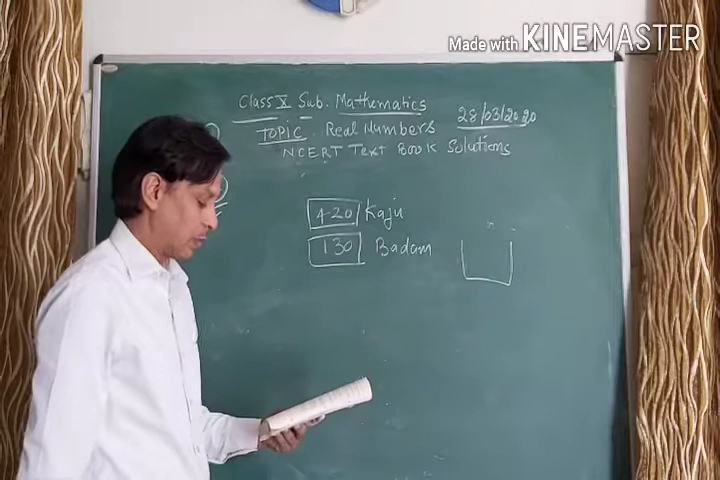 Made with KINEMASTER
Class X Sub. Mathematics
28/03/2020
Topic. Real Numbers
NCERT Text Book Solutions
420 Kaju
130 Badam